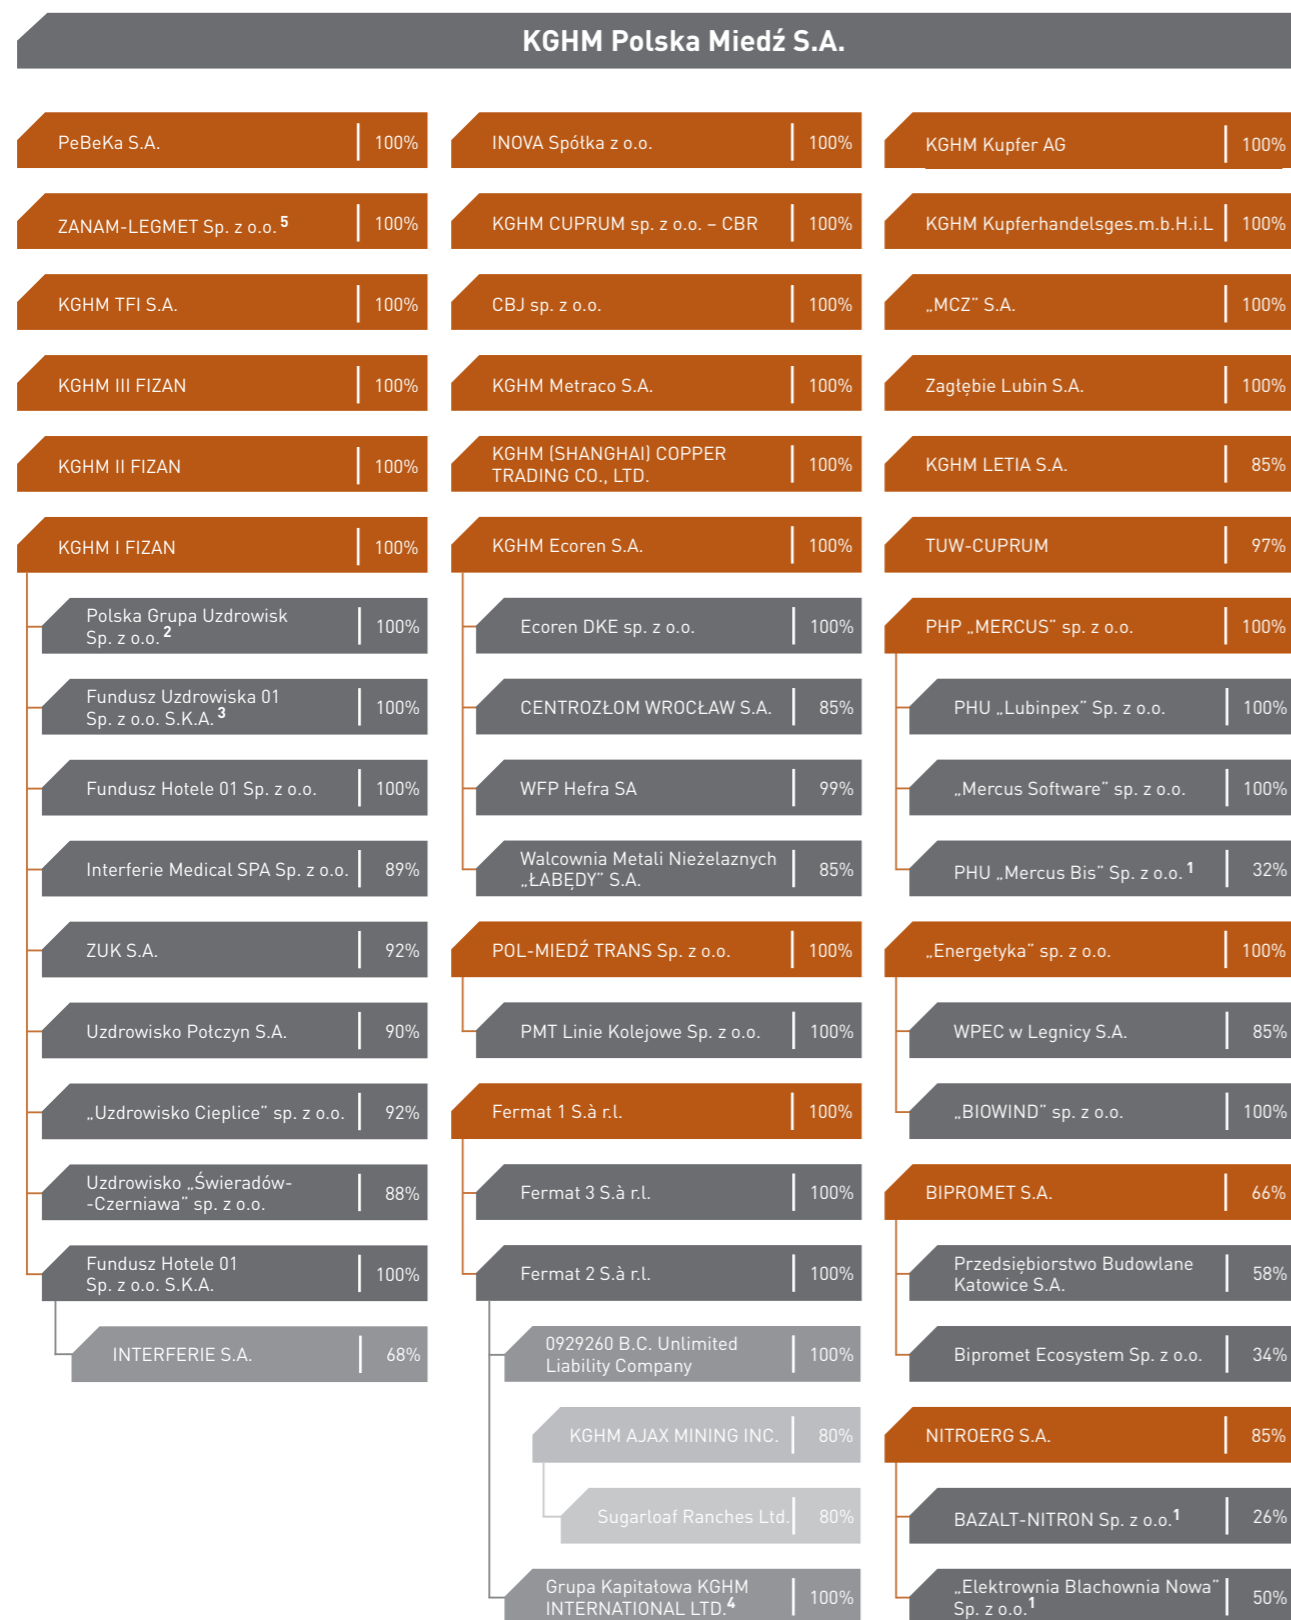 KGHM Polska Miedź S.A.
PeBeKa S.A. 100%
ZANAM-LEGMET Sp. z o.o. 5 100%
KGHM TFI S.A. 100%
KGHM III FIZAN 100%
KGHM II FIZAN 100%
KGHM I FIZAN 100%
Polska Grupa Uzdrowisk
Sp. z o.o. 2 100%
Fundusz Uzdrowiska 01
Sp. z o.o. S.K.A. 3 100%
Fundusz Hotele 01 Sp. z o.o. 100%
Interferie Medical SPA Sp. z o.o. 89%
ZUK S.A. 92%
Uzdrowisko Połczyn S.A. 90%
„Uzdrowisko Cieplice” sp. z o.o. 92%
Uzdrowisko „Świeradów-
-Czerniawa” sp. z o.o. 88%
Fundusz Hotele 01
Sp. z o.o. S.K.A. 100%
INTERFERIE S.A. 68%
INOVA Spółka z o.o. 100%
KGHM CUPRUM sp. z o.o. – CBR 100%
CBJ sp. z o.o. 100%
KGHM Metraco S.A. 100%
KGHM (SHANGHAI) COPPER
TRADING CO., LTD. 100%
KGHM Ecoren S.A. 100%
Ecoren DKE sp. z o.o. 100%
CENTROZŁOM WROCŁAW S.A. 85%
WFP Hefra SA 99%
Walcownia Metali Nieżelaznych
„ŁABĘDY” S.A. 85%
POL-MIEDŹ TRANS Sp. z o.o. 100%
PMT Linie Kolejowe Sp. z o.o. 100%
Fermat 1 S.à r.l. 100%
Fermat 3 S.à r.l. 100%
Fermat 2 S.à r.l. 100%
0929260 B.C. Unlimited
Liability Company 100%
KGHM AJAX MINING INC. 80%
Sugarloaf Ranches Ltd. 80%
Grupa Kapitałowa KGHM
INTERNATIONAL LTD. 4 100%
KGHM Kupfer AG 100%
KGHM Kupferhandelsges.m.b.H.i.L 100%
„MCZ” S.A. 100%
Zagłębie Lubin S.A. 100%
KGHM LETIA S.A. 85%
TUW-CUPRUM 97%
PHP „MERCUS” sp. z o.o. 100%
PHU „Lubinpex” Sp. z o.o. 100%
„Mercus Software” sp. z o.o. 100%
PHU „Mercus Bis” Sp. z o.o. 1 32%
„Energetyka” sp. z o.o. 100%
WPEC w Legnicy S.A. 85%
„BIOWIND” sp. z o.o. 100%
BIPROMET S.A. 66%
Przedsiębiorstwo Budowlane
Katowice S.A. 58%
Bipromet Ecosystem Sp. z o.o. 34%
NITROERG S.A. 85%
BAZALT-NITRON Sp. z o.o.1 26%
„Elektrownia Blachownia Nowa”
Sp. z o.o.1 50%